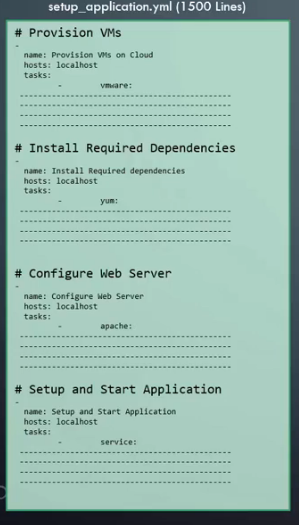 setup_application.yml (1500 Lines)
# Provision VMs
-
name: Provision VMs on Cloud
hosts: localhost
tasks:
- vmware:
--------------------------------------------
--------------------------------------------
--------------------------------------------
--------------------------------------------
# Install Required Dependencies
-
name: Install Required dependencies
hosts: localhost
tasks:
- yum:
--------------------------------------------
--------------------------------------------
--------------------------------------------
--------------------------------------------
# Configure Web Server
-
name: Configure Web Server
hosts: localhost
tasks:
- apache:
--------------------------------------------
--------------------------------------------
--------------------------------------------
--------------------------------------------
# Setup and Start Application
-
name: Setup and Start Application
hosts: localhost
tasks:
- service:
--------------------------------------------
--------------------------------------------
--------------------------------------------
--------------------------------------------